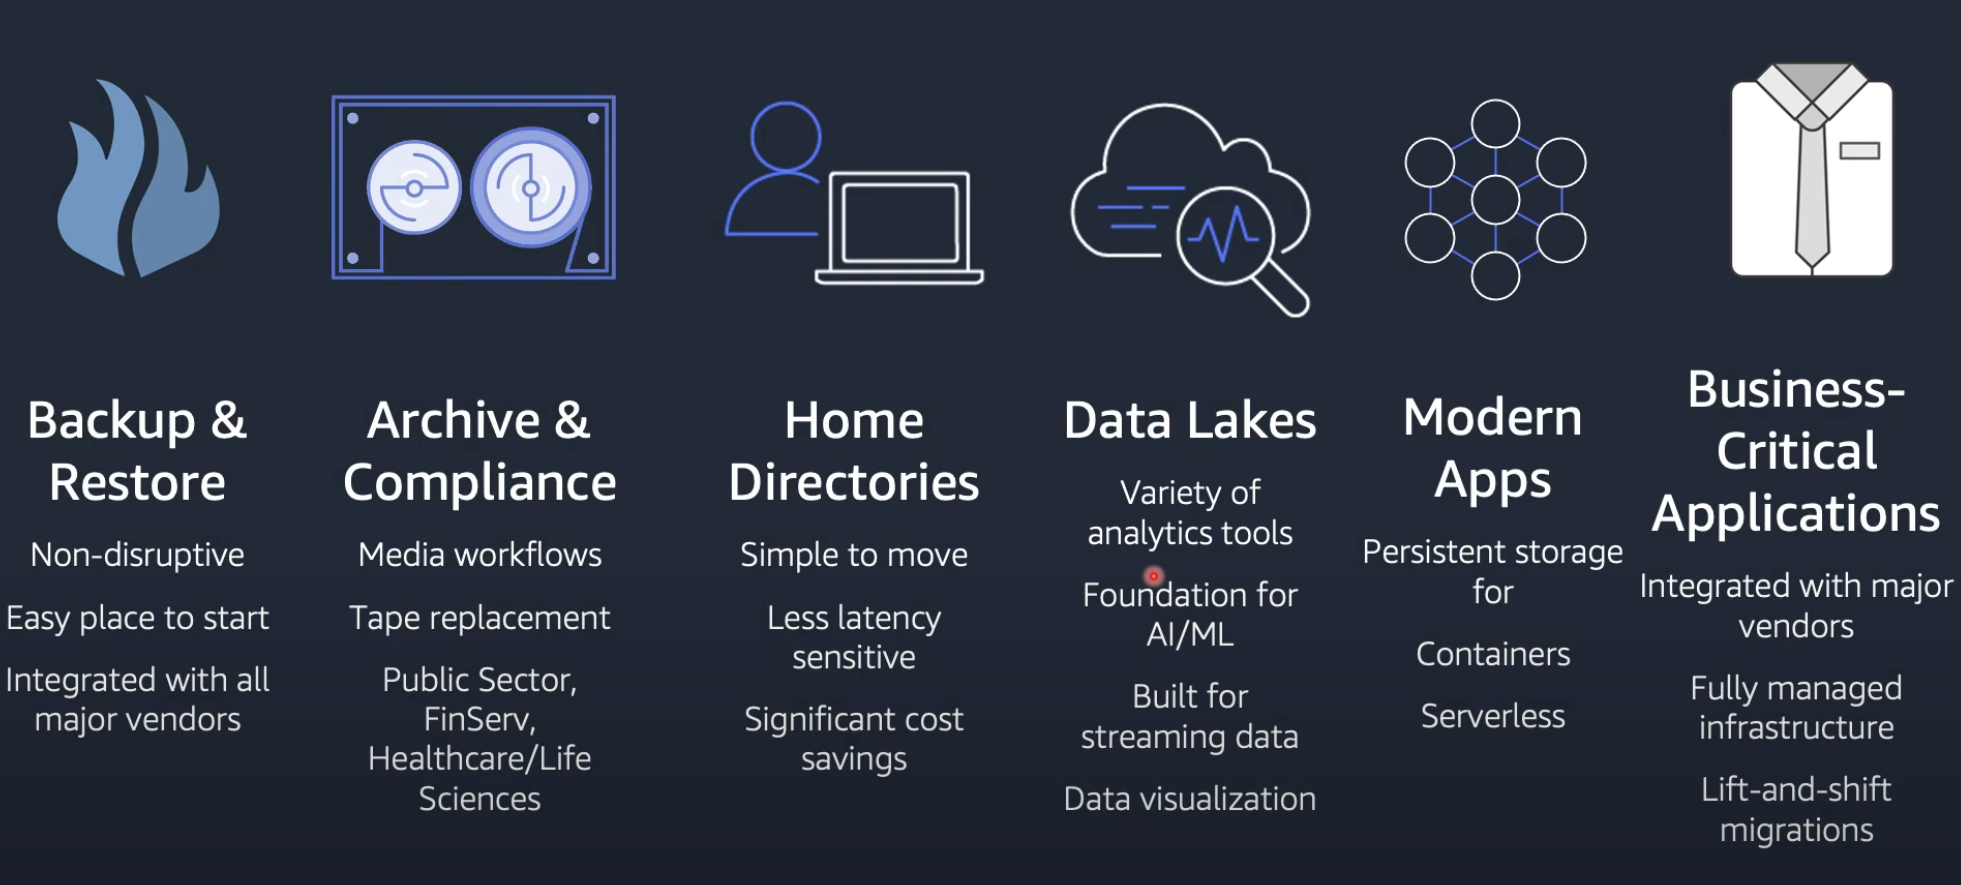 Backup &
Restore
Non-disruptive
Easy place to start
Integrated with all
major vendors
Archive &
Compliance
Media workflows
Tape replacement
Public Sector,
FinServ,
Healthcare/Life
Sciences
Home
Directories
Simple to move
Less latency
sensitive
Significant cost
savings
Data Lakes
Variety of
analytics tools
Foundation for
AI/ML
Built for
streaming data
Data visualization
Modern
Apps
Persistent storage
for
Containers
Serverless
Business-
Critical
Applications
Integrated with major
vendors
Fully managed
infrastructure
Lift-and-shift
migrations